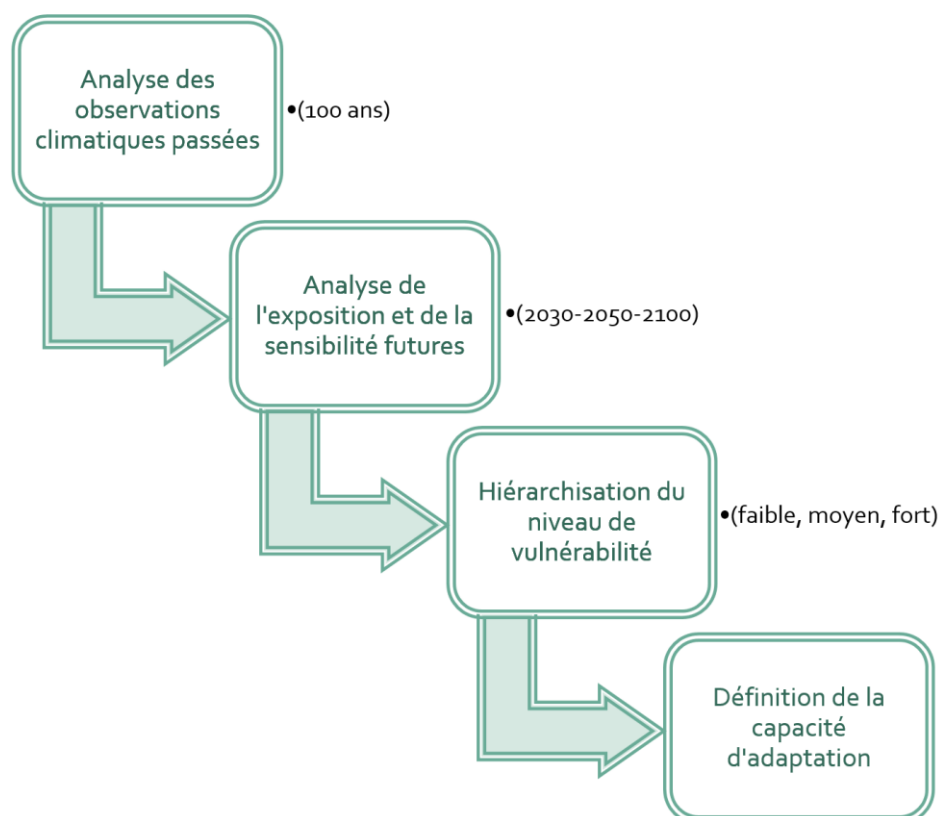 Analyse des
observations
climatiques passées
•(100 ans)
Analyse de
l'exposition et de la
sensibilité futures
•(2030-2050-2100)
Hiérarchisation du
niveau de
vulnérabilité
•(faible, moyen, fort)
Définition de la
capacité
d'adaptation